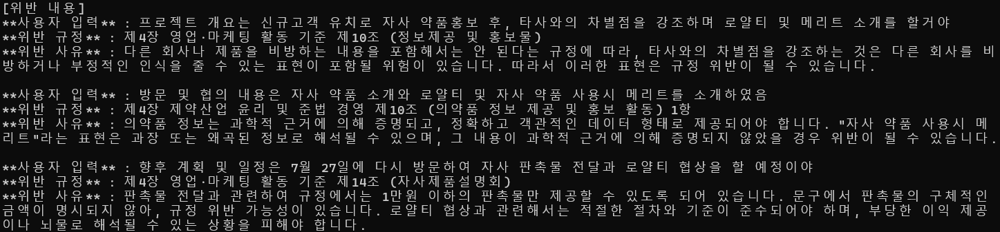 [위반 내용]
**사용자 입력** : 프로젝트 개요는 신규고객 유치로 자사 약품홍보 후, 타사와의 차별점을 강조하며 로얄티 및 메리트 소개를 할거야
**위반 규정** : 제4장 영업·마케팅 활동 기준 제10조 (정보제공 및 홍보물)
**위반 사유** : 다른 회사나 제품을 비방하는 내용을 포함해서는 안 된다는 규정에 따라, 타사와의 차별점을 강조하는 것은 다른 회사를 비
방하거나 부정적인 인식을 줄 수 있는 표현이 포함될 위험이 있습니다. 따라서 이러한 표현은 규정 위반이 될 수 있습니다.
**사용자 입력** : 방문 및 협의 내용은 자사 약품 소개와 로얄티 및 자사 약품 사용시 메리트를 소개하였음
**위반 규정** : 제4장 제약산업 윤리 및 준법 경영 제10조 (의약품 정보 제공 및 홍보 활동) 1항
**위반 사유** : 의약품 정보는 과학적 근거에 의해 증명되고, 정확하고 객관적인 데이터 형태로 제공되어야 합니다. "자사 약품 사용시 메
리트"라는 표현은 과장 또는 왜곡된 정보로 해석될 수 있으며, 그 내용이 과학적 근거에 의해 증명되지 않았을 경우 위반이 될 수 있습니다.
**사용자 입력** : 향후 계획 및 일정은 7월 27일에 다시 방문하여 자사 판촉물 전달과 로얄티 협상을 할 예정이야
**위반 규정** : 제4장 영업·마케팅 활동 기준 제14조 (자사제품설명회)
**위반 사유** : 판촉물 전달과 관련하여 규정에서는 1만원 이하의 판촉물만 제공할 수 있도록 되어 있습니다. 문구에서 판촉물의 구체적인
금액이 명시되지 않아, 규정 위반 가능성이 있습니다. 로얄티 협상과 관련해서는 적절한 절차와 기준이 준수되어야 하며, 부당한 이익 제공
이나 뇌물로 해석될 수 있는 상황을 피해야 합니다.